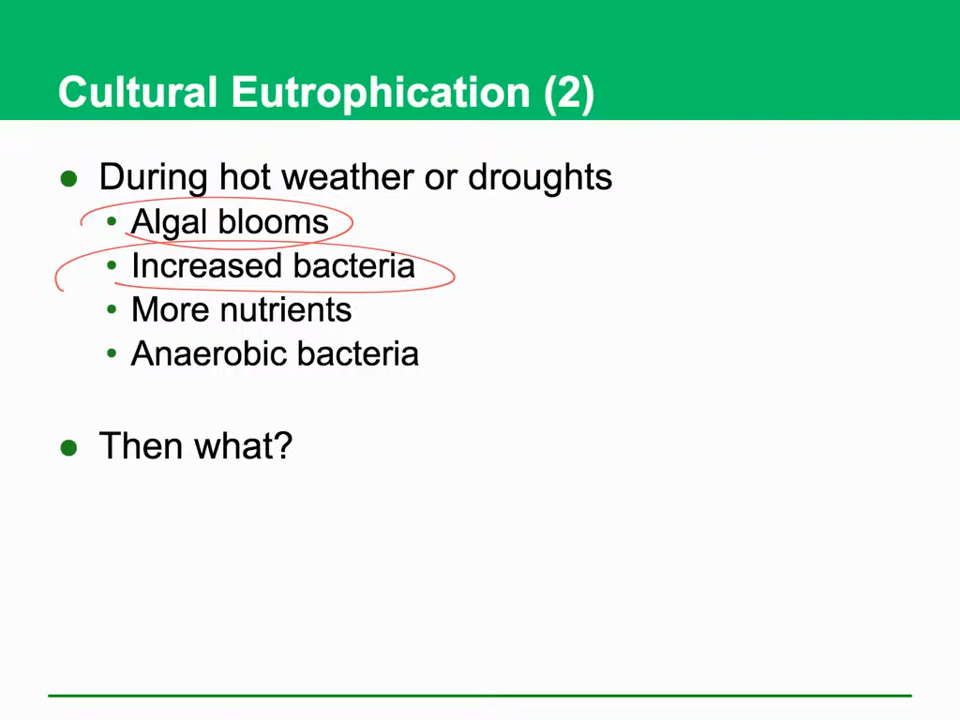 Cultural Eutrophication (2)
● During hot weather or droughts
• Algal blooms
• Increased bacteria
• More nutrients
• Anaerobic bacteria
● Then what?